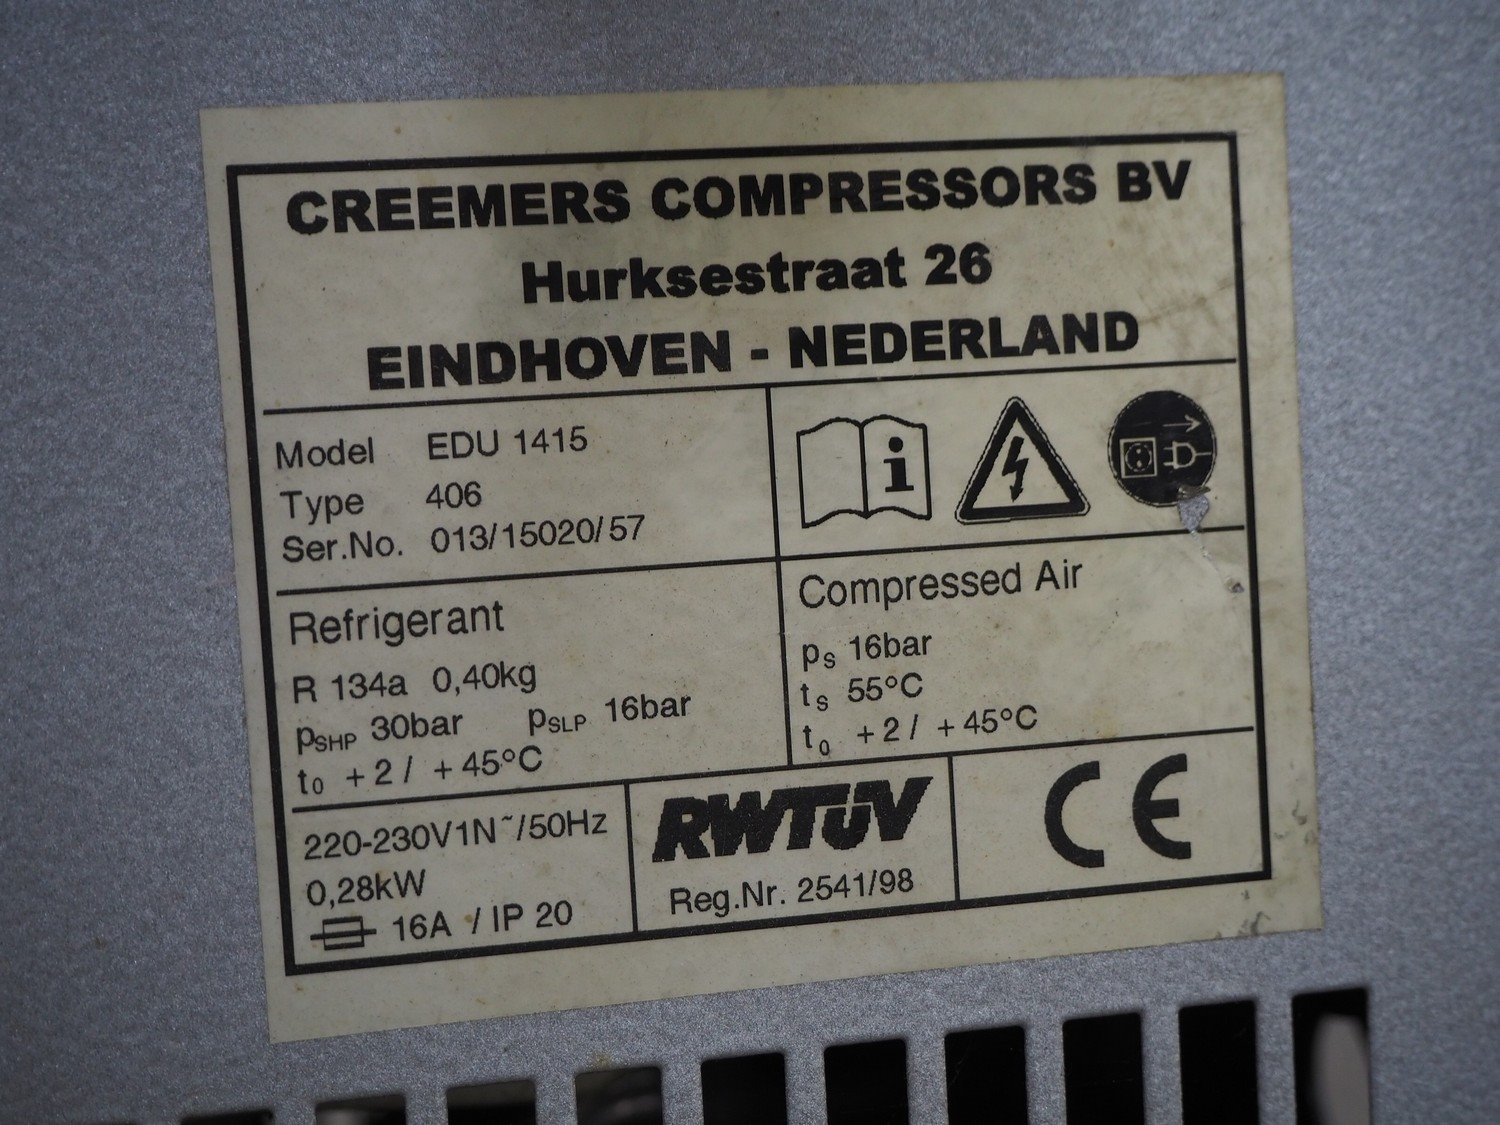 CREEMERS COMPRESSORS BV
Hurksestraat 26
EINDHOVEN - NEDERLAND
Model EDU 1415
Type 406
Ser.No. 013/15020/57
i
Refrigerant
R 134a 0,40kg
pSHP 30bar pSLP 16bar
t0 +2 / +45°C
Compressed Air
ps 16bar
ts 55°C
t0 +2 / +45°C
220-230V1N~/50Hz
0,28kW
16A / IP 20
RWTÜV
Reg.Nr. 2541/98
CE